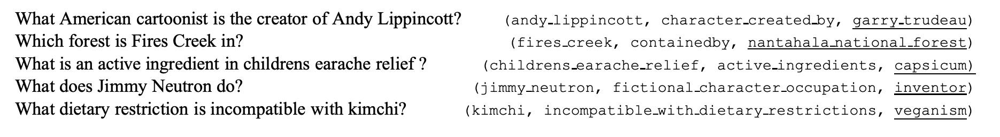 What American cartoonist is the creator of Andy Lippincott? (andy_lippincott, character_created_by, garry_trudeau)
Which forest is Fires Creek in? (fires_creek, containedby, nantahala_national_forest)
What is an active ingredient in childrens earache relief ? (childrens_earache_relief, active_ingredients, capsicum)
What does Jimmy Neutron do? (jimmy_neutron, fictional_character_occupation, inventor)
What dietary restriction is incompatible with kimchi? (kimchi, incompatible_with_dietary_restrictions, veganism)